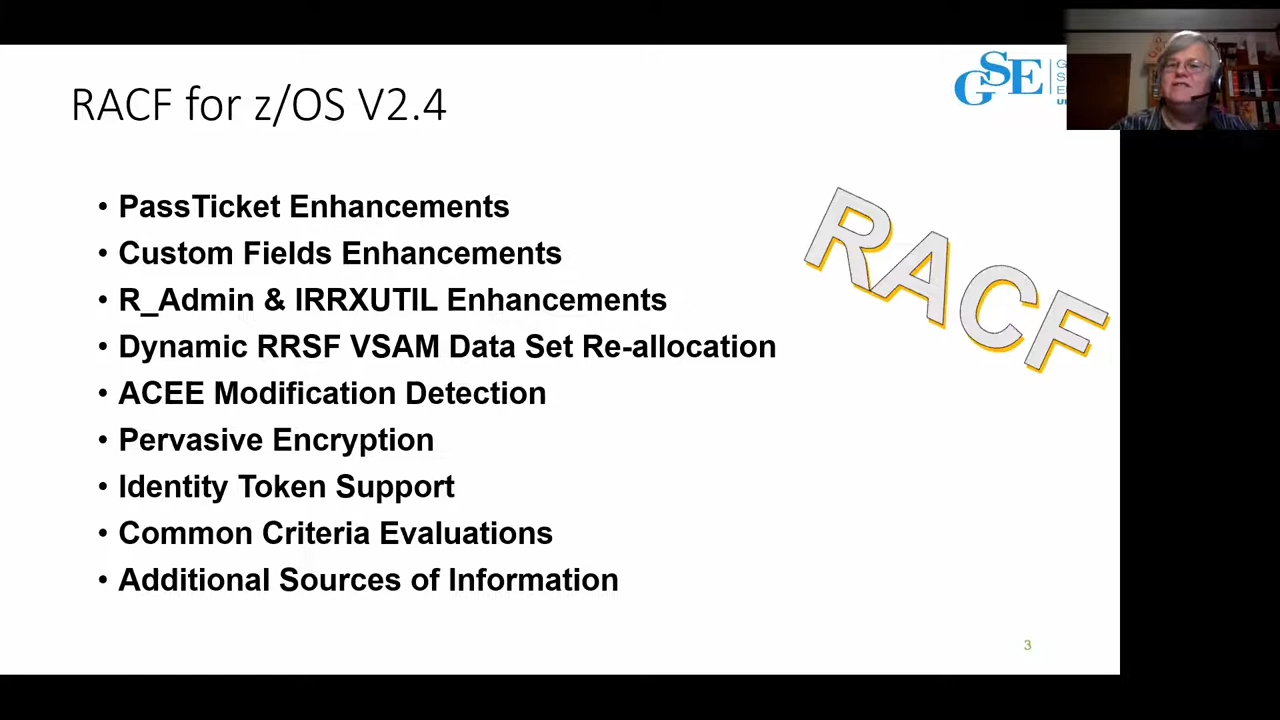 RACF for z/OS V2.4
GSE
• PassTicket Enhancements
• Custom Fields Enhancements
• R_Admin & IRRXUTIL Enhancements
• Dynamic RRSF VSAM Data Set Re-allocation
• ACEE Modification Detection
• Pervasive Encryption
• Identity Token Support
• Common Criteria Evaluations
• Additional Sources of Information
RACF
3